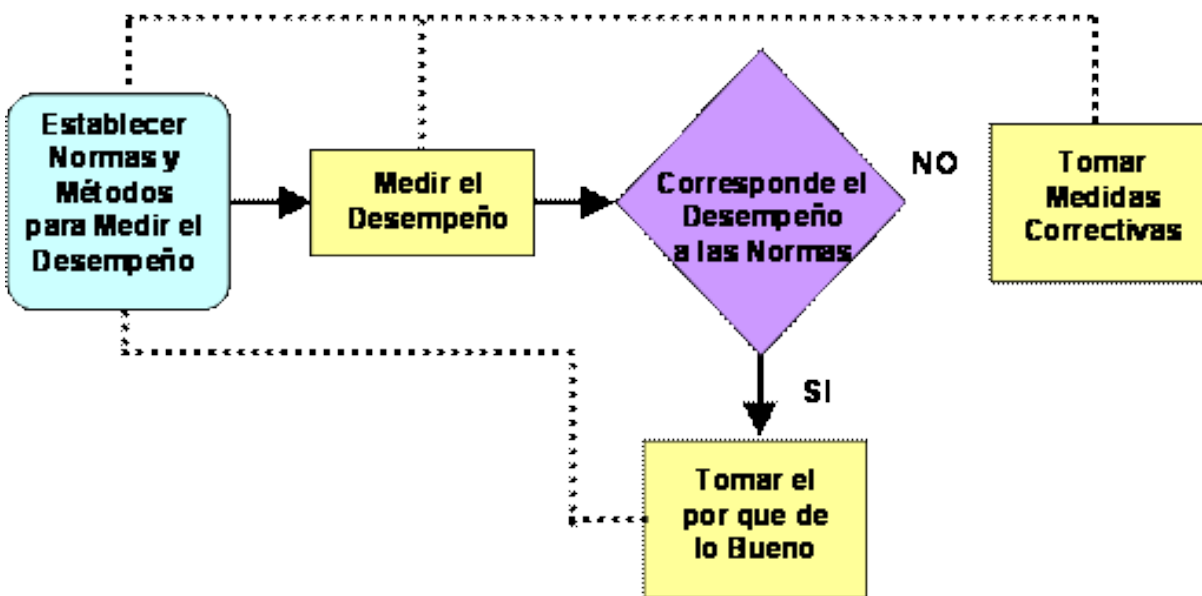 Establecer
Normas y
Métodos
para Medir el
Desempeño
Medir el
Desempeño
Corresponde el
Desempeño
a las Normas
NO
Tomar
Medidas
Correctivas
SI
Tomar el
por que de
lo Bueno